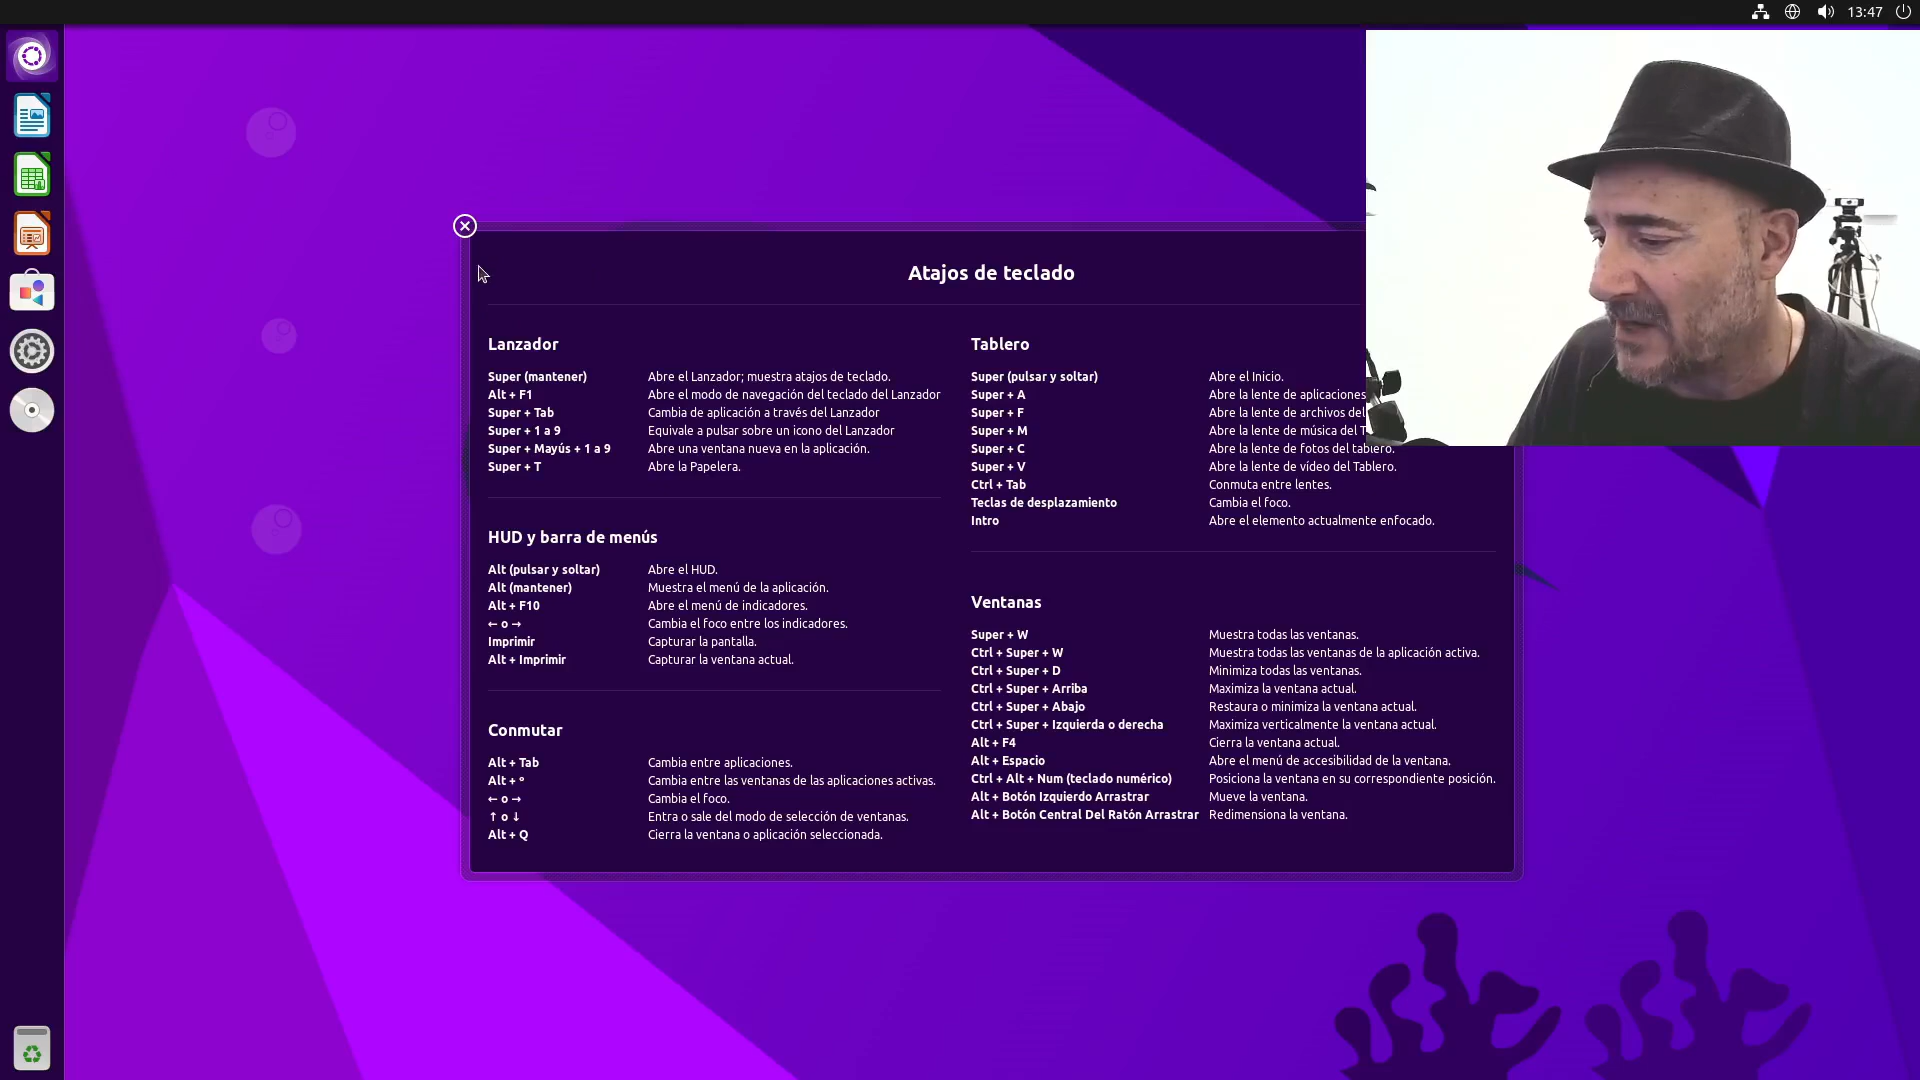 13:47
Atajos de teclado
Lanzador
Super (mantener) Abre el Lanzador; muestra atajos de teclado.
Alt + F1 Abre el modo de navegación del teclado del Lanzador
Super + Tab Cambia de aplicación a través del Lanzador
Super + 1 a 9 Equivale a pulsar sobre un icono del Lanzador
Super + Mayús + 1 a 9 Abre una ventana nueva en la aplicación.
Super + T Abre la Papelera.
HUD y barra de menús
Alt (pulsar y soltar) Abre el HUD.
Alt (mantener) Muestra el menú de la aplicación.
Alt + F10 Abre el menú de indicadores.
← o → Cambia el foco entre los indicadores.
Imprimir Capturar la pantalla.
Alt + Imprimir Capturar la ventana actual.
Conmutar
Alt + Tab Cambia entre aplicaciones.
Alt + º Cambia entre las ventanas de las aplicaciones activas.
← o → Cambia el foco.
↑ o ↓ Entra o sale del modo de selección de ventanas.
Alt + Q Cierra la ventana o aplicación seleccionada.
Tablero
Super (pulsar y soltar) Abre el Inicio.
Super + A Abre la lente de aplicaciones
Super + F Abre la lente de archivos del
Super + M Abre la lente de música del T
Super + C Abre la lente de fotos del tablero.
Super + V Abre la lente de vídeo del Tablero.
Ctrl + Tab Conmuta entre lentes.
Teclas de desplazamiento Cambia el foco.
Intro Abre el elemento actualmente enfocado.
Ventanas
Super + W Muestra todas las ventanas.
Ctrl + Super + W Muestra todas las ventanas de la aplicación activa.
Ctrl + Super + D Minimiza todas las ventanas.
Ctrl + Super + Arriba Maximiza la ventana actual.
Ctrl + Super + Abajo Restaura o minimiza la ventana actual.
Ctrl + Super + Izquierda o derecha Maximiza verticalmente la ventana actual.
Alt + F4 Cierra la ventana actual.
Alt + Espacio Abre el menú de accesibilidad de la ventana.
Ctrl + Alt + Num (teclado numérico) Posiciona la ventana en su correspondiente posición.
Alt + Botón Izquierdo Arrastrar Mueve la ventana.
Alt + Botón Central Del Ratón Arrastrar Redimensiona la ventana.